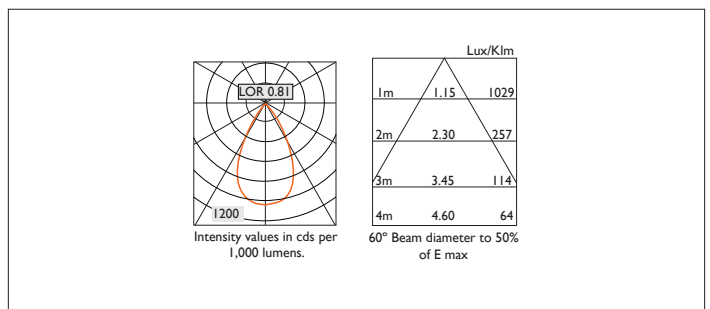 LOR 0.81
1200
Intensity values in cds per
1,000 lumens.
Lux/Klm
1m 1.15 1029
2m 2.30 257
3m 3.45 114
4m 4.60 64
60° Beam diameter to 50%
of E max